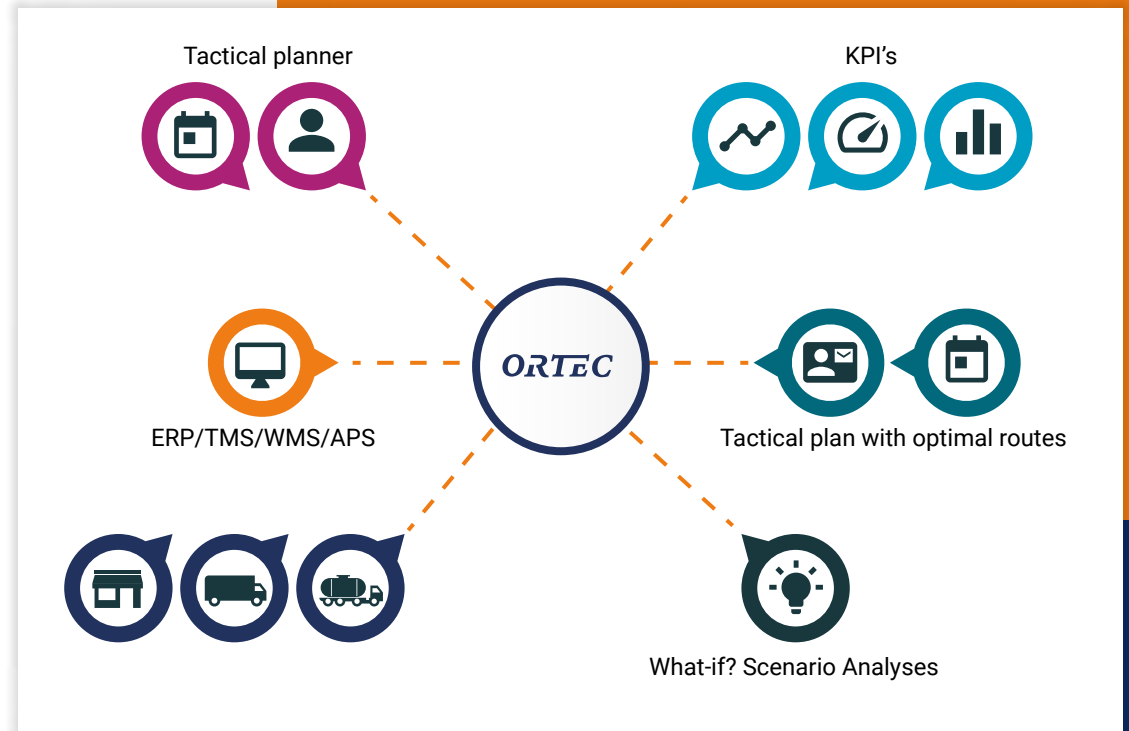 Tactical planner
KPI's
ORTEC
ERP/TMS/WMS/APS
Tactical plan with optimal routes
What-if? Scenario Analyses